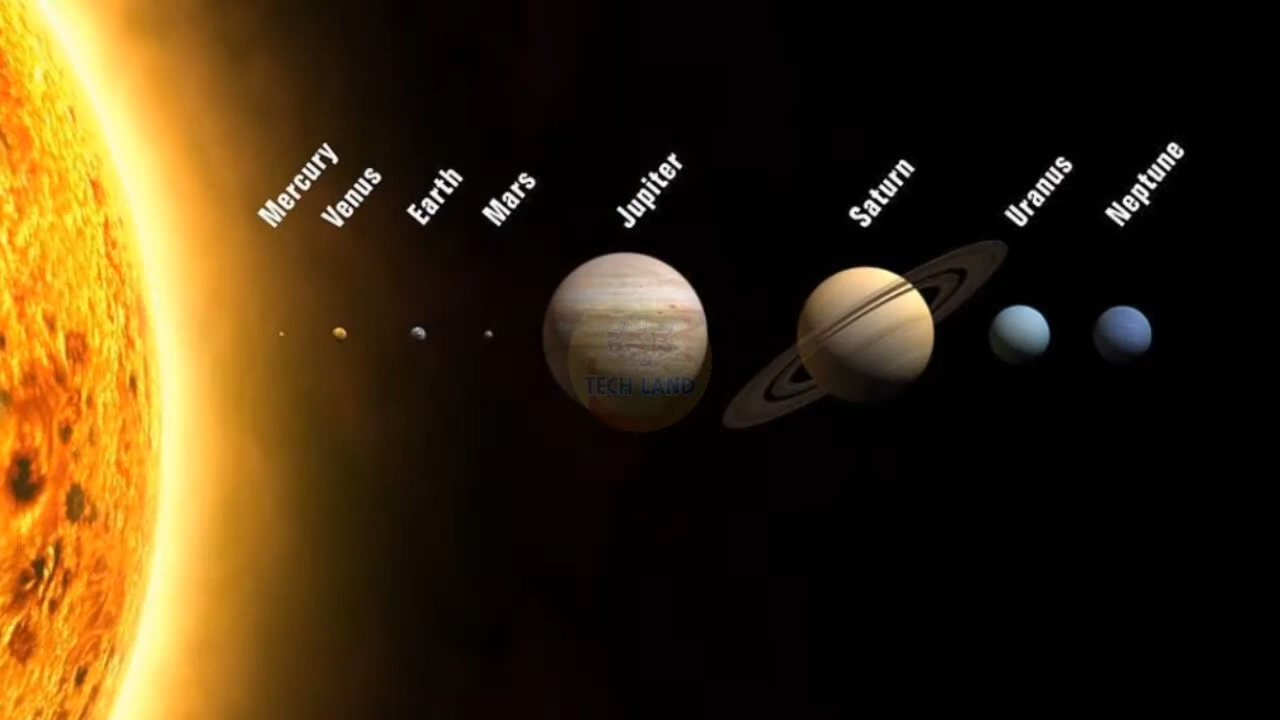 Mercury
Venus
Earth
Mars
Jupiter
Saturn
Uranus
Neptune
TECH LAND